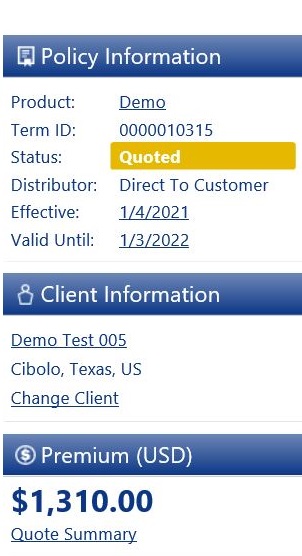 Policy Information
Product: Demo
Term ID: 0000010315
Status: Quoted
Distributor: Direct To Customer
Effective: 1/4/2021
Valid Until: 1/3/2022
Client Information
Demo Test 005
Cibolo, Texas, US
Change Client
Premium (USD)
$1,310.00
Quote Summary